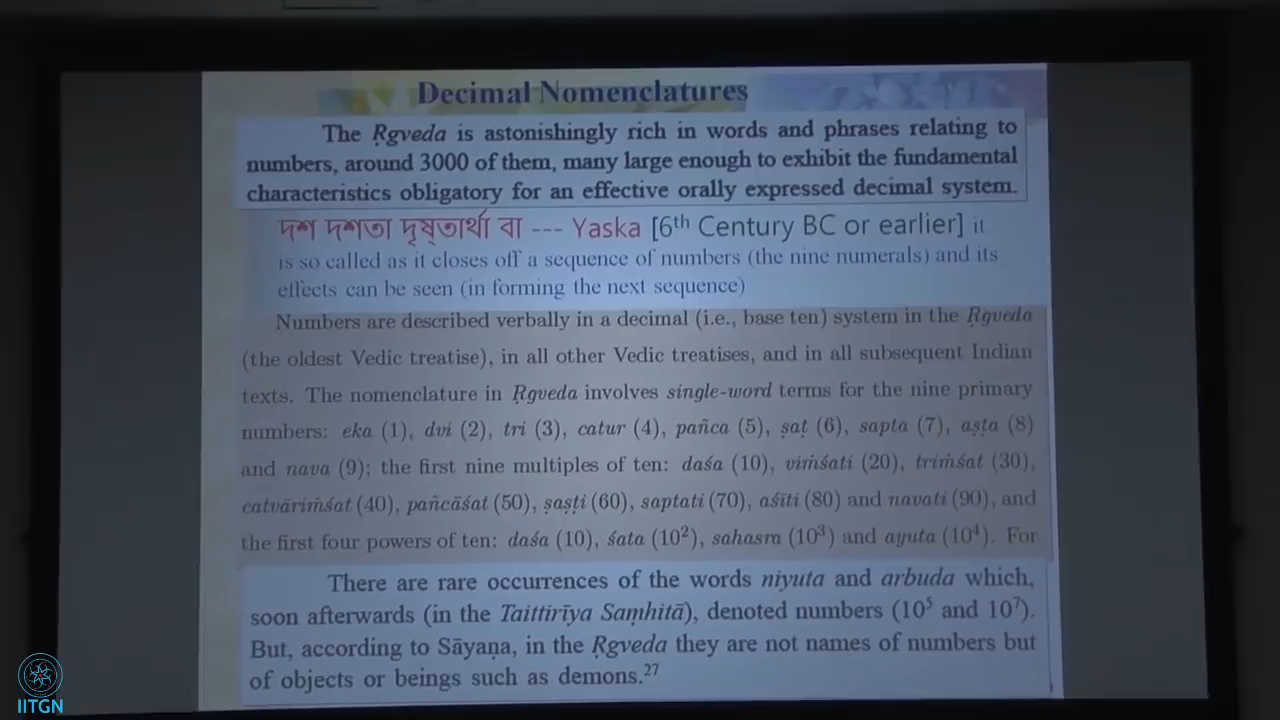 Decimal Nomenclatures
The Ṛgveda is astonishingly rich in words and phrases relating to
numbers, around 3000 of them, many large enough to exhibit the fundamental
characteristics obligatory for an effective orally expressed decimal system.
দশ দশতা দৃষ্তার্থা বা --- Yaska [6th Century BC or earlier] it
is so called as it closes off a sequence of numbers (the nine numerals) and its
effects can be seen (in forming the next sequence)
Numbers are described verbally in a decimal (i.e., base ten) system in the Ṛgveda
(the oldest Vedic treatise), in all other Vedic treatises, and in all subsequent Indian
texts. The nomenclature in Ṛgveda involves single-word terms for the nine primary
numbers: eka (1), dvi (2), tri (3), catur (4), pañca (5), ṣaṭ (6), sapta (7), aṣṭa (8)
and nava (9); the first nine multiples of ten: daśa (10), viṁśati (20), triṁśat (30),
catvāriṁśat (40), pañcāśat (50), ṣaṣṭi (60), saptati (70), aśīti (80) and navati (90), and
the first four powers of ten: daśa (10), śata (10²), sahasra (10³) and ayuta (10⁴). For
There are rare occurrences of the words niyuta and arbuda which,
soon afterwards (in the Taittirīya Saṃhitā), denoted numbers (10⁵ and 10⁷).
But, according to Sāyaṇa, in the Ṛgveda they are not names of numbers but
of objects or beings such as demons.²⁷
IITGN